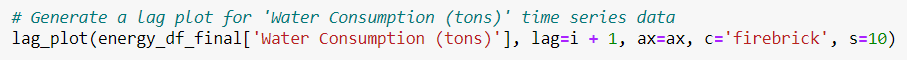 # Generate a lag plot for 'Water Consumption (tons)' time series data
lag_plot(energy_df_final['Water Consumption (tons)'], lag=i + 1, ax=ax, c='firebrick', s=10)